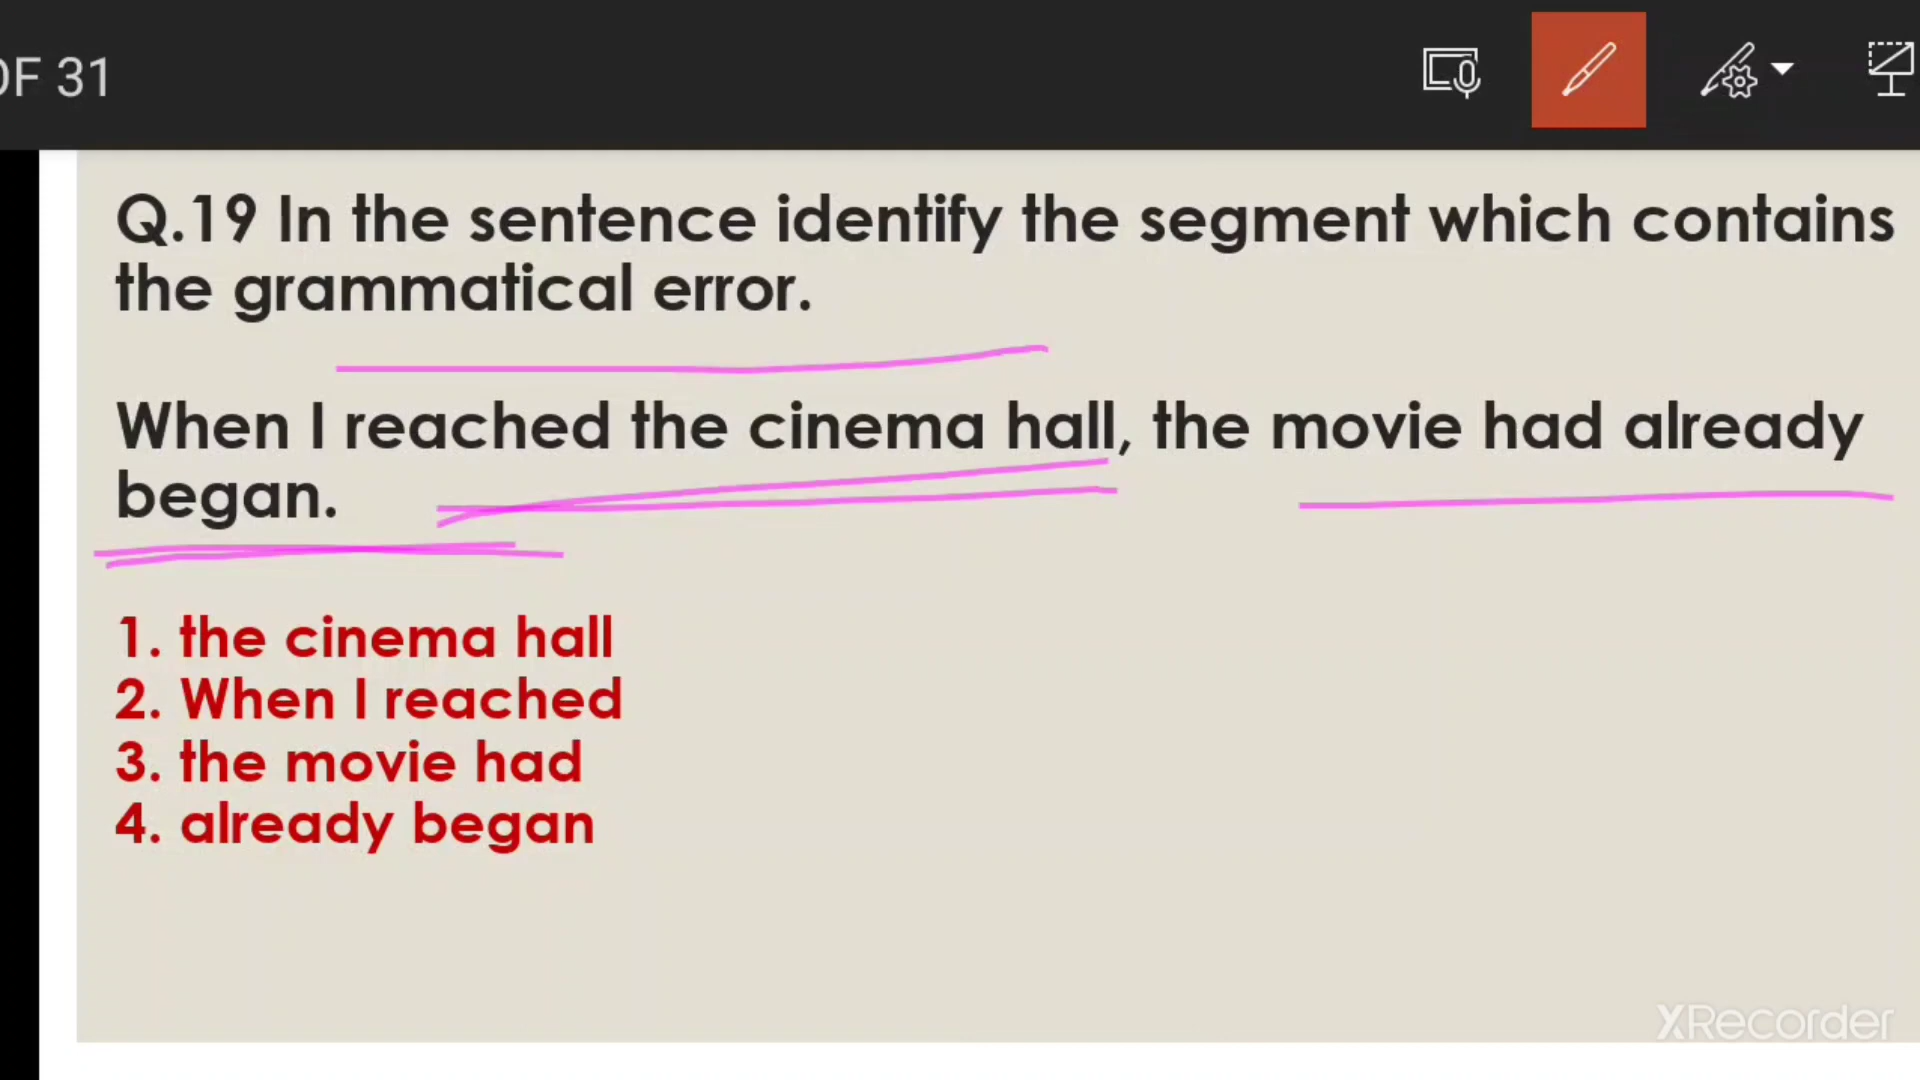 OF 31
Q.19 In the sentence identify the segment which contains
the grammatical error.
When I reached the cinema hall, the movie had already
began.
1. the cinema hall
2. When I reached
3. the movie had
4. already began
XRecorder